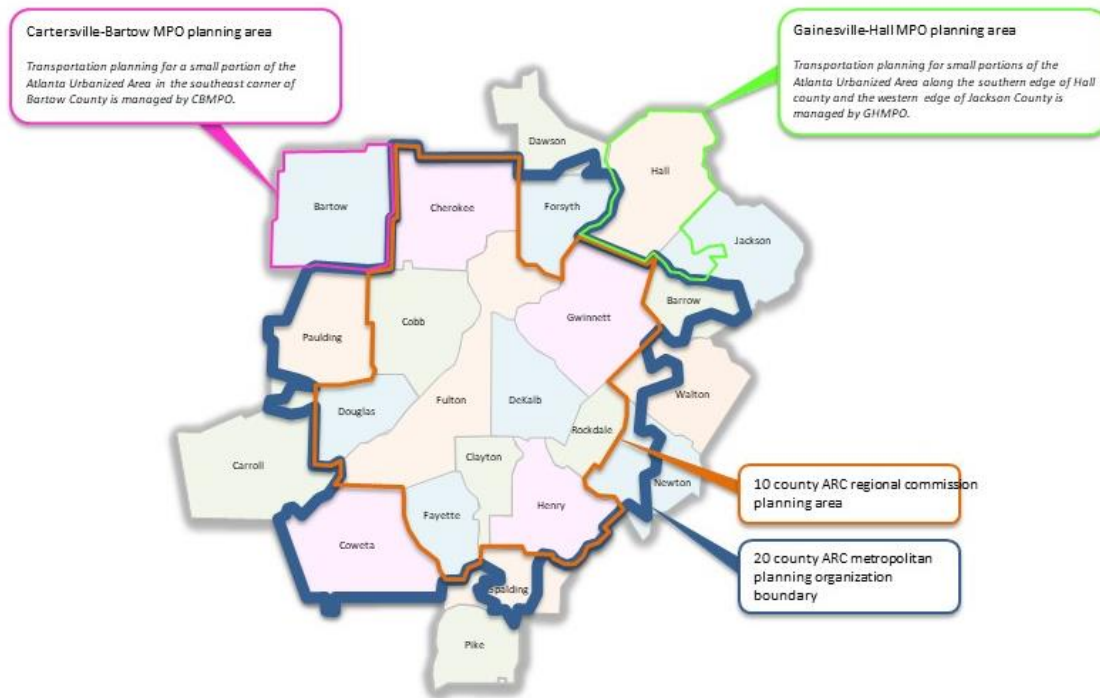 Cartersville-Bartow MPO planning area
Transportation planning for a small portion of the
Atlanta Urbanized Area in the southeast corner of
Bartow County is managed by CBMPO.
Gainesville-Hall MPO planning area
Transportation planning for small portions of the
Atlanta Urbanized Area along the southern edge of Hall
county and the western edge of Jackson County is
managed by GHMPO.
Dawson
Hall
Bartow
Cherokee
Forsyth
Jackson
Barrow
Cobb
Gwinnett
Paulding
Walton
Fulton
DeKalb
Douglas
Rockdale
Clayton
Carroll
Newton
Henry
Fayette
Coweta
Spalding
Pike
10 county ARC regional commission
planning area
20 county ARC metropolitan
planning organization
boundary